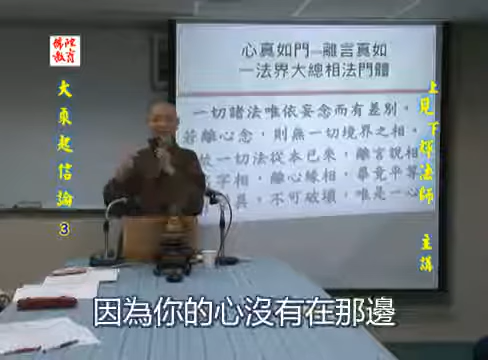 佛陀
教育
大乘起信論 3
心真如門—離言真如
一法界大總相法門體
一切諸法唯依妄念而有差別,
若離心念,則無一切境界之相。
一切法從本已來,離言說相
字相,離心緣相,畢竟平等
異,不可破壞,唯是一心
上見下輝法師 主講
因為你的心沒有在那邊